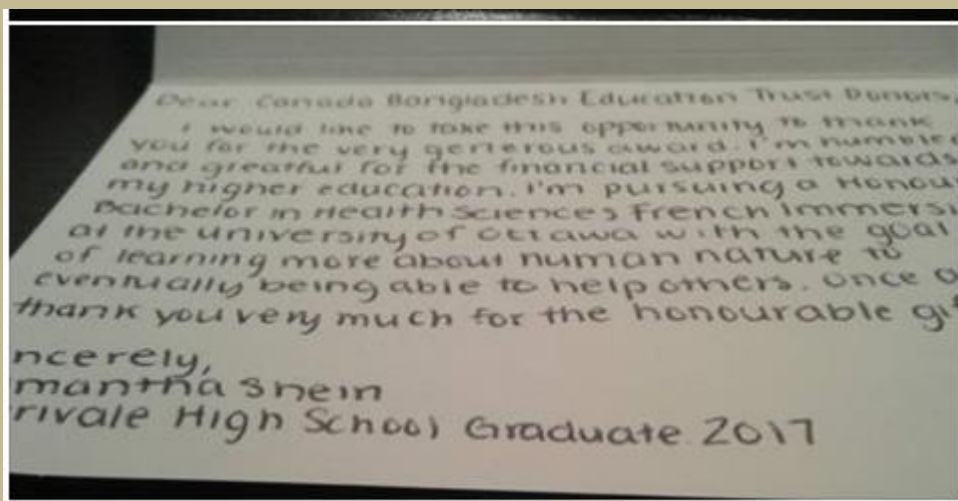 Dear Canada Bangladesh Education Trust Donors,
I would like to take this opportunity to thank
you for the very generous award. I'm humble
and greatful for the financial support towards
my higher education. I'm pursuing a Honou
Bachelor in Health Sciences French Immersi
at the university of Ottawa with the goal
of learning more about human nature to
eventually being able to help others. Once a
thank you very much for the honourable gif
ncerely,
mantha Shein
rivale High School Graduate 2017